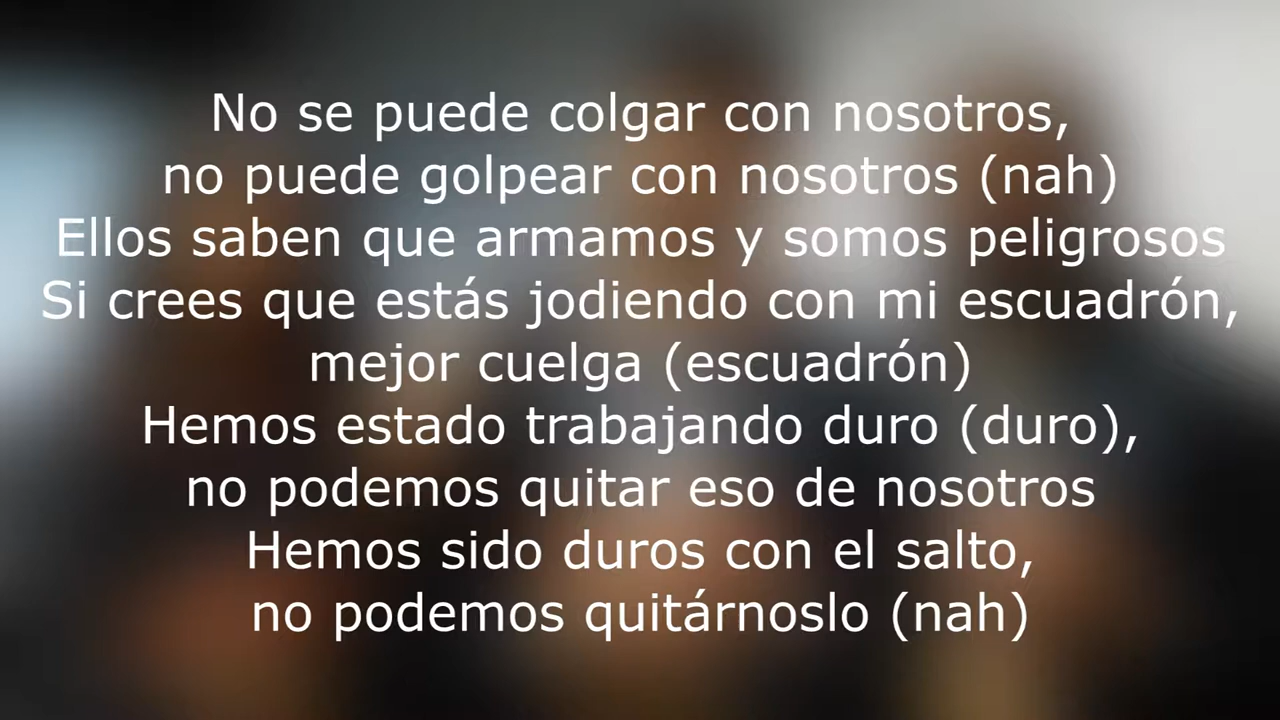 No se puede colgar con nosotros,
no puede golpear con nosotros (nah)
Ellos saben que armamos y somos peligrosos
Si crees que estás jodiendo con mi escuadrón,
mejor cuelga (escuadrón)
Hemos estado trabajando duro (duro),
no podemos quitar eso de nosotros
Hemos sido duros con el salto,
no podemos quitárnoslo (nah)